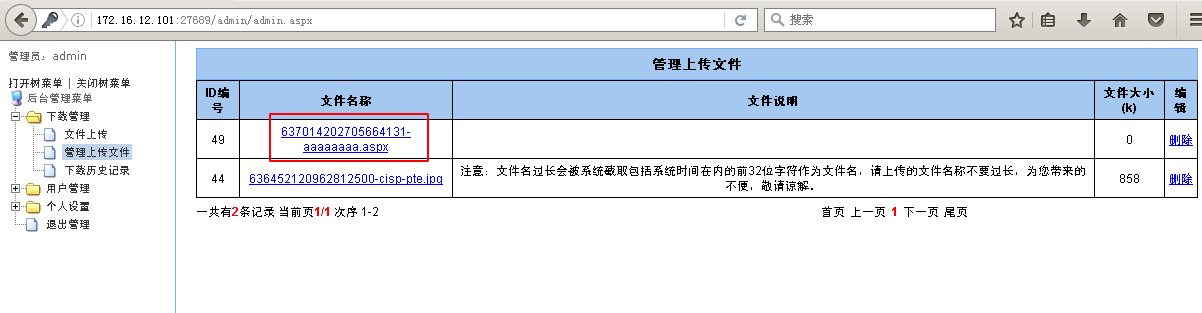 172.16.12.101:27689/admin/admin.aspx
搜索
管理员：admin
打开树菜单 | 关闭树菜单
后台管理菜单
下载管理
文件上传
管理上传文件
下载历史记录
用户管理
个人设置
退出管理
管理上传文件
ID编
号
文件名称
文件说明
文件大小
(k)
编
辑
49
637014202705664131-
aaaaaaaa.aspx
0
删除
44
636452120962812500-cisp-pte.jpg
注意：文件名过长会被系统截取包括系统时间在内的前32位字符作为文件名，请上传的文件名称不要过长，为您带来的
不便，敬请谅解。
858
删除
一共有2条记录 当前页1/1 次序 1-2
首页 上一页 1 下一页 尾页